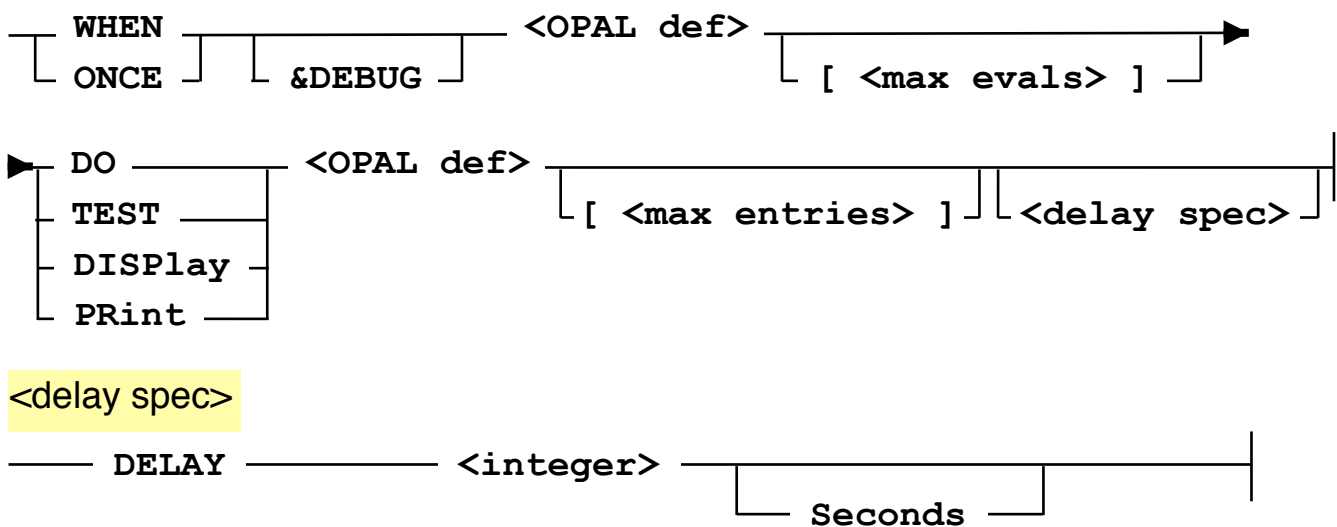 WHEN <OPAL def>
ONCE &DEBUG [ <max evals> ]
DO <OPAL def>
TEST [ <max entries> ] <delay spec>
DISPlay
PRint
<delay spec>
DELAY <integer>
Seconds